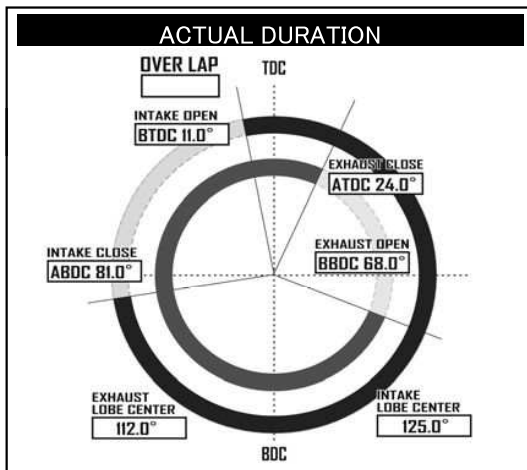 ACTUAL DURATION
OVER LAP
TDC
INTAKE OPEN
BTDC 11.0°
EXHAUST CLOSE
ATDC 24.0°
INTAKE CLOSE
ABDC 81.0°
EXHAUST OPEN
BBDC 68.0°
EXHAUST
LOBE CENTER
112.0°
INTAKE
LOBE CENTER
125.0°
BDC